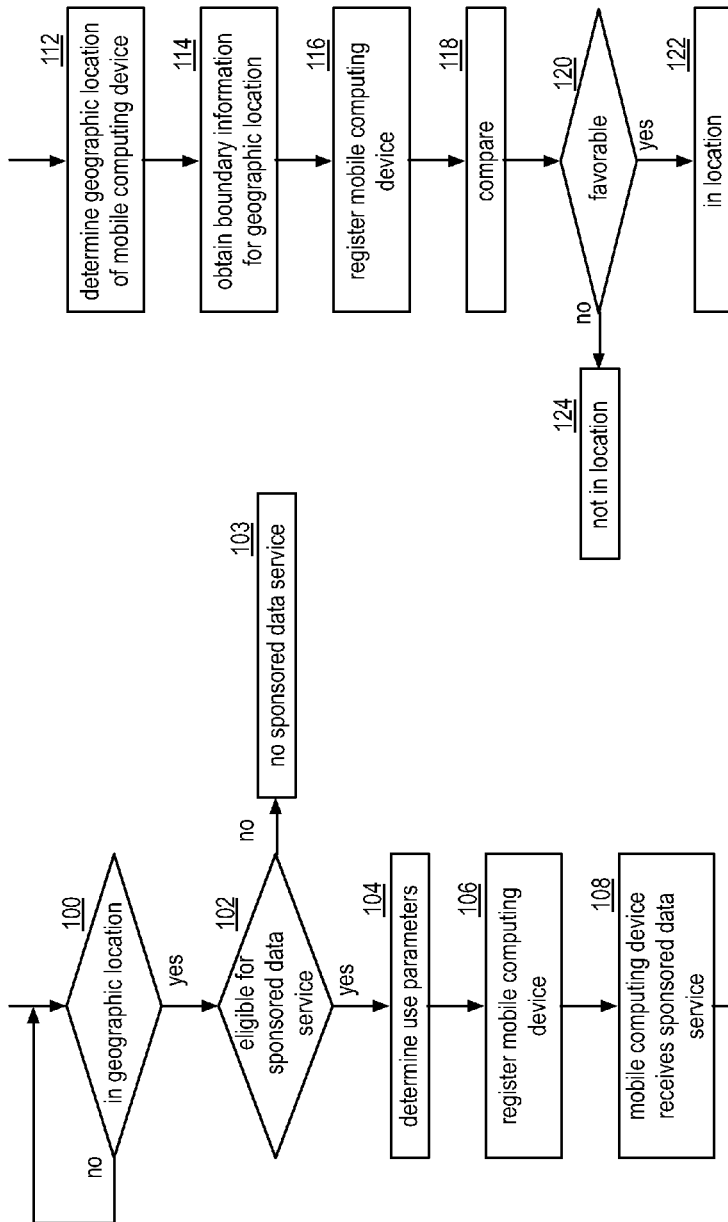 100
in geographic location
no
yes
102
eligible for
sponsored data
service
no
103
no sponsored data service
yes
104
determine use parameters
106
register mobile computing
device
108
mobile computing device
receives sponsored data
service
112
determine geographic location
of mobile computing device
114
obtain boundary information
for geographic location
116
register mobile computing
device
118
compare
120
favorable
no
yes
124
not in location
122
in location